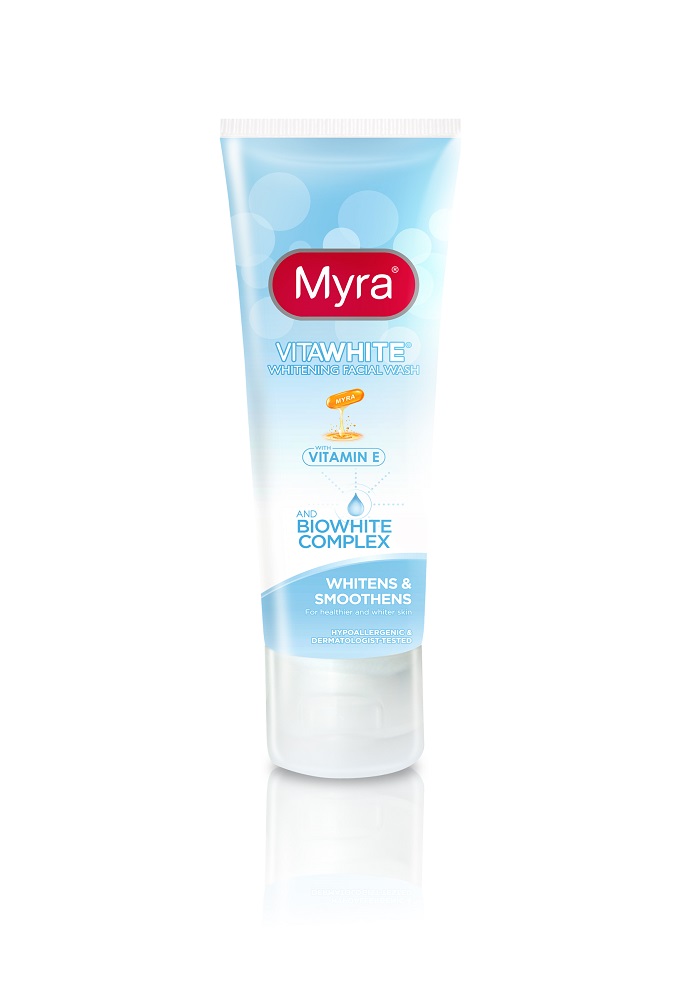 Myra®
VITAWHITE®
WHITENING FACIAL WASH
MYRA
WITH
VITAMIN E
AND
BIOWHITE
COMPLEX
WHITENS &
SMOOTHENS
For healthier and whiter skin
HYPOALLERGENIC &
DERMATOLOGIST-TESTED